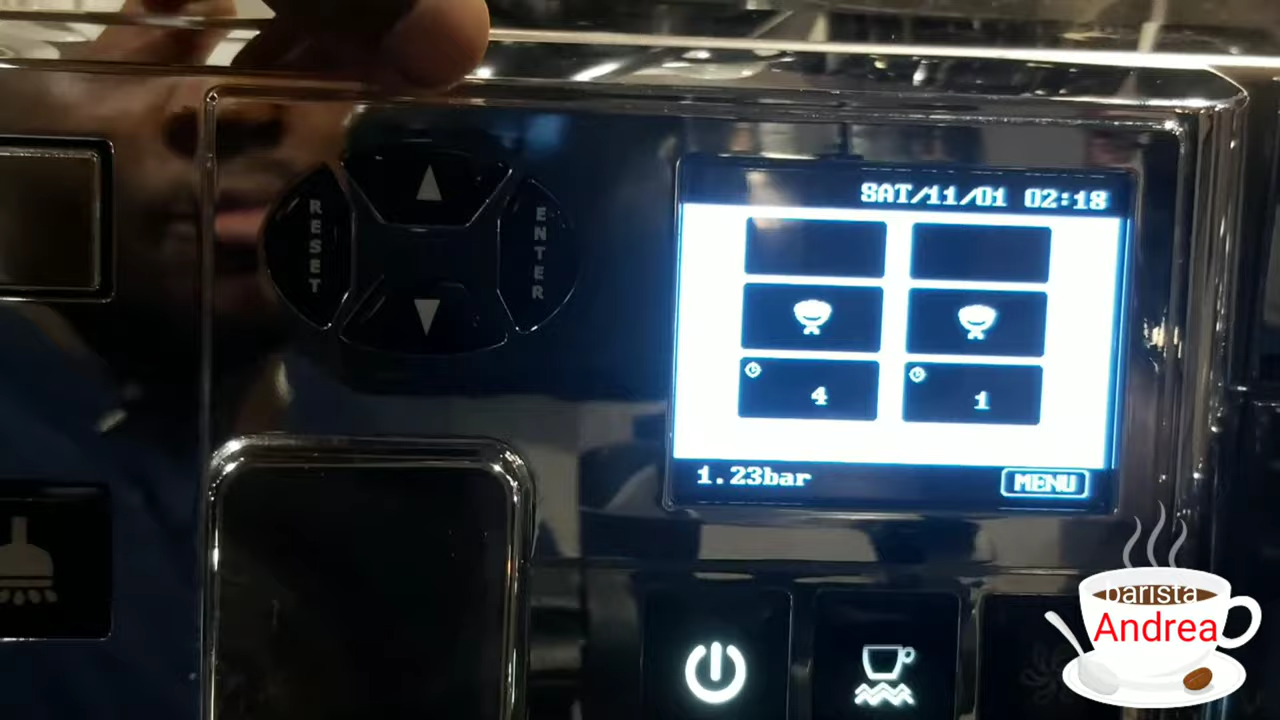 SAT/11/01 02:18
RESET
ENTER
4
1
1.23bar
MENU
barista
Andrea